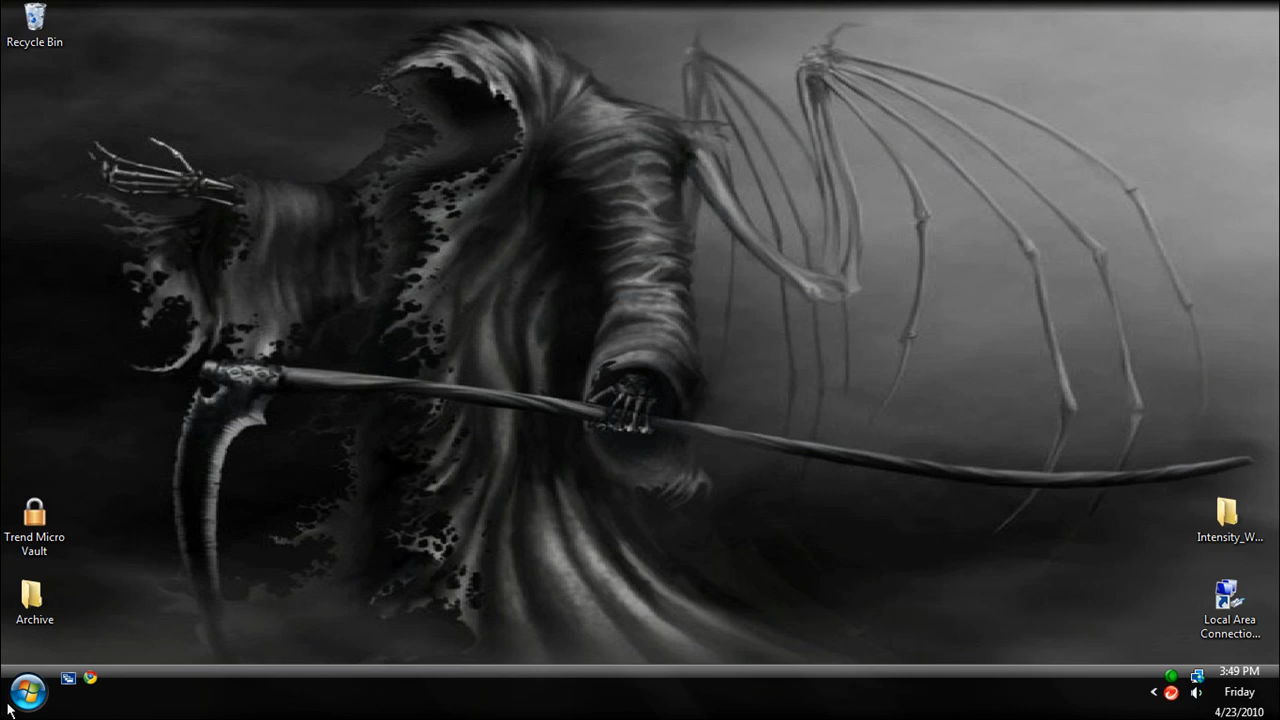 Recycle Bin
Trend Micro
Vault
Archive
Intensity_W...
Local Area
Connectio...
3:49 PM
Friday
4/23/2010